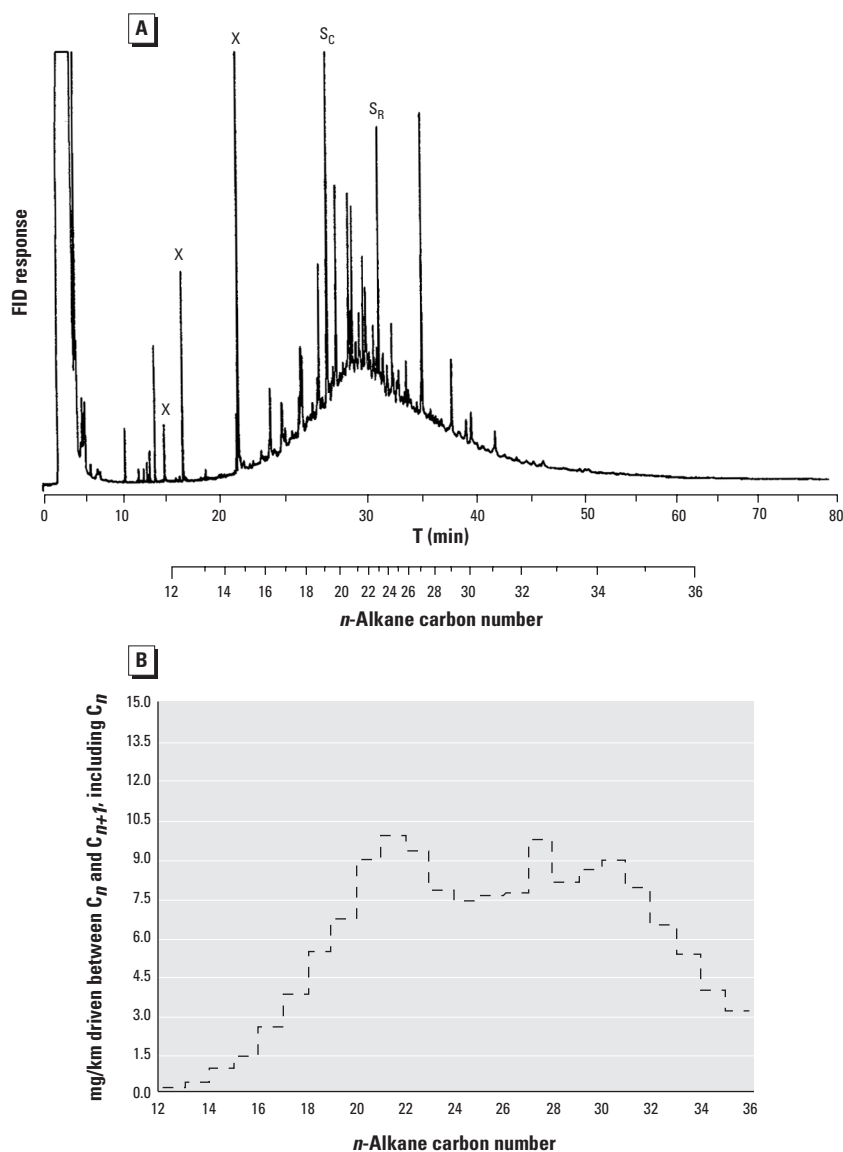 A
X
S_C
X
S_R
X
FID response
0 10 20 30 40 50 60 70 80
T (min)
12 14 16 18 20 22 24 26 28 30 32 34 36
n-Alkane carbon number
B
mg/km driven between Cn and Cn+1, including Cn
15.0
13.5
12.0
10.5
9.0
7.5
6.0
4.5
3.0
1.5
0.0
12 14 16 18 20 22 24 26 28 30 32 34 36
n-Alkane carbon number